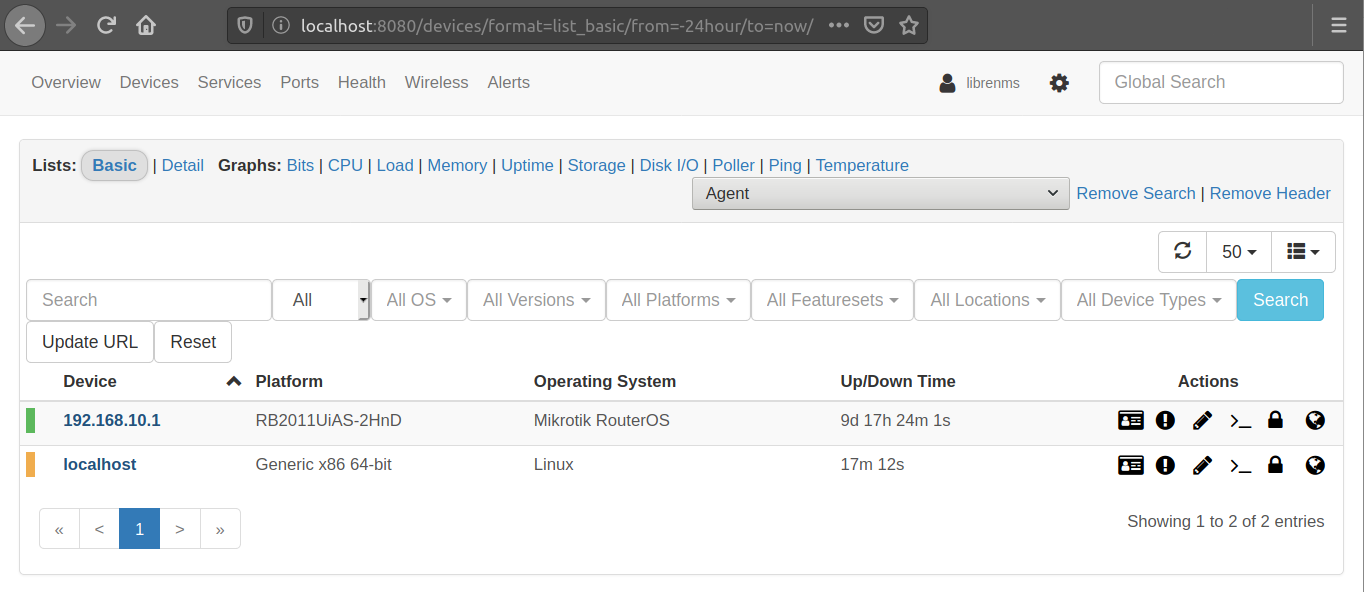 localhost:8080/devices/format=list_basic/from=-24hour/to=now/
Overview Devices Services Ports Health Wireless Alerts librenms Global Search
Lists: Basic | Detail Graphs: Bits | CPU | Load | Memory | Uptime | Storage | Disk I/O | Poller | Ping | Temperature
Agent Remove Search | Remove Header
50
Search All All OS All Versions All Platforms All Featuresets All Locations All Device Types Search
Update URL Reset
Device Platform Operating System Up/Down Time Actions
192.168.10.1 RB2011UiAS-2HnD Mikrotik RouterOS 9d 17h 24m 1s
localhost Generic x86 64-bit Linux 17m 12s
« < 1 > » Showing 1 to 2 of 2 entries